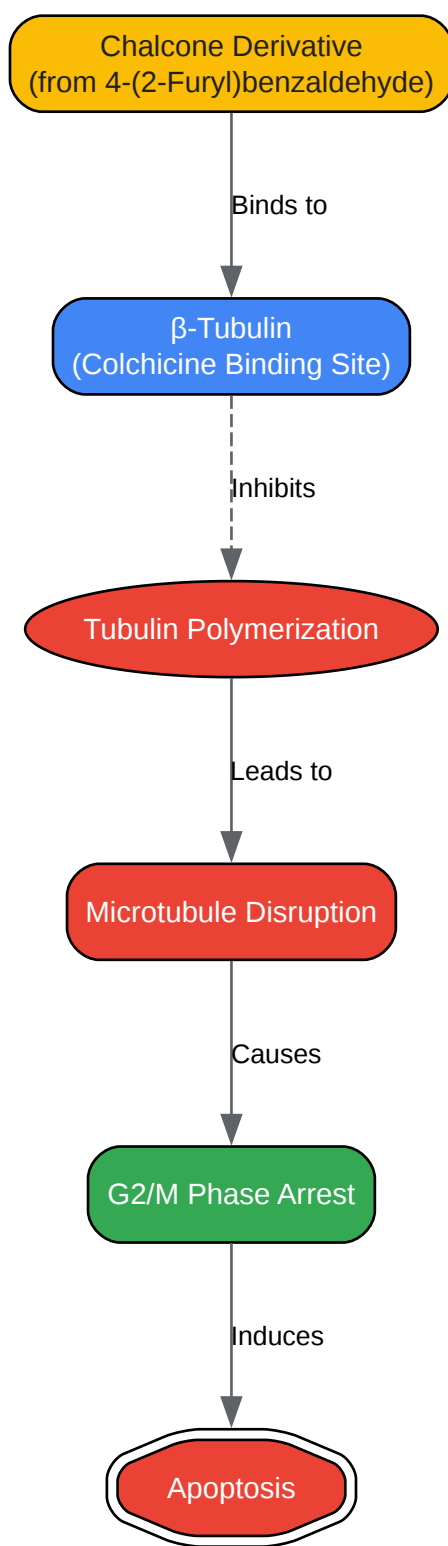 Chalcone Derivative
(from 4-(2-Furyl)benzaldehyde)
Binds to
β-Tubulin
(Colchicine Binding Site)
Inhibits
Tubulin Polymerization
Leads to
Microtubule Disruption
Causes
G2/M Phase Arrest
Induces
Apoptosis